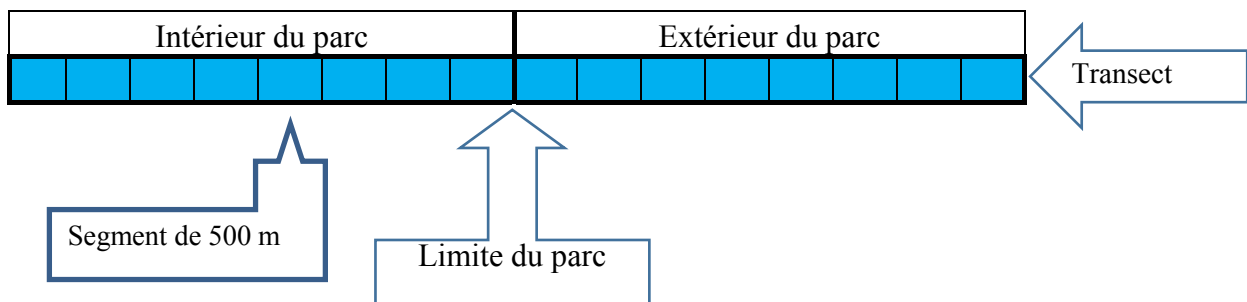 Intérieur du parc
Extérieur du parc
Transect
Segment de 500 m
Limite du parc